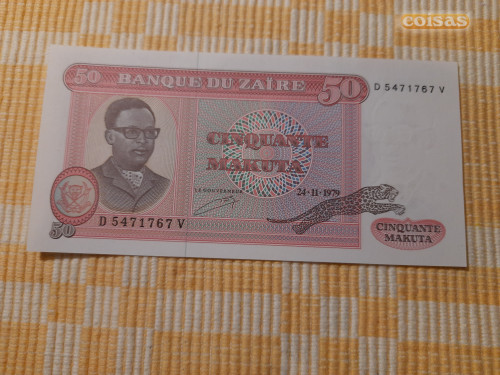 coisas
50 BANQUE DU ZAÏRE 50
D 5471767 V
CINQUANTE
MAKUTA
LE GOUVERNEUR
24-11-1979
D 5471767 V
50
CINQUANTE
MAKUTA